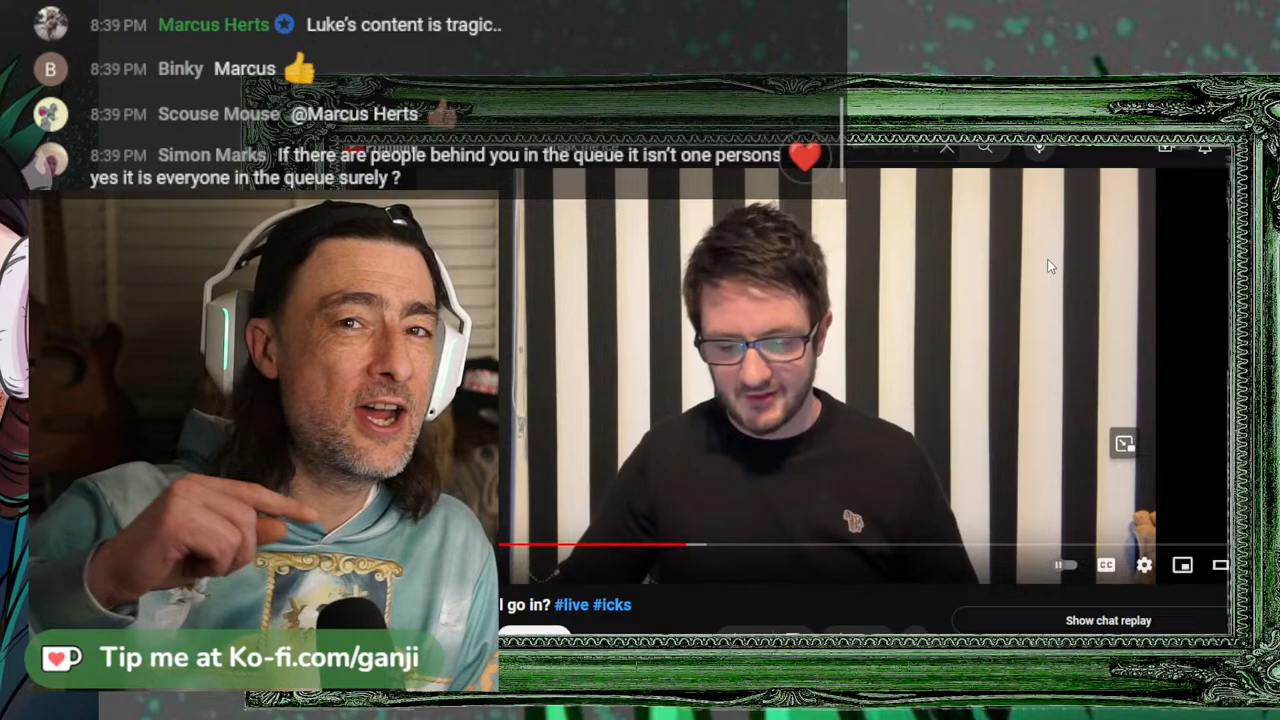 8:39 PM Marcus Herts Luke's content is tragic..
B 8:39 PM Binky Marcus
8:39 PM Scouse Mouse @Marcus Herts
8:39 PM Simon Marks If there are people behind you in the queue it isn't one persons
yes it is everyone in the queue surely ?
CC
I go in? #live #icks
Show chat replay
Tip me at Ko-fi.com/ganji